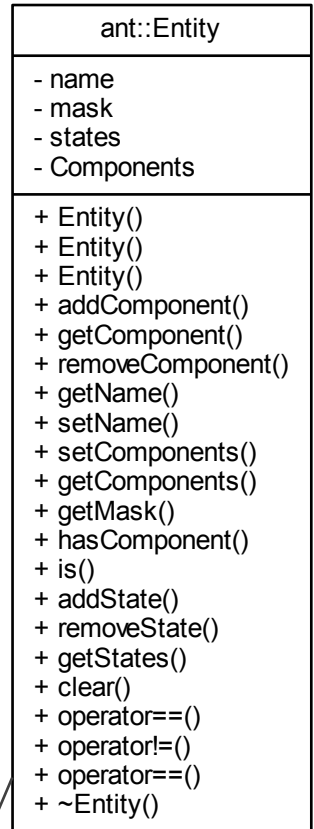 ant::Entity
- name
- mask
- states
- Components
+ Entity()
+ Entity()
+ Entity()
+ addComponent()
+ getComponent()
+ removeComponent()
+ getName()
+ setName()
+ setComponents()
+ getComponents()
+ getMask()
+ hasComponent()
+ is()
+ addState()
+ removeState()
+ getStates()
+ clear()
+ operator==()
+ operator!=()
+ operator==()
+ ~Entity()